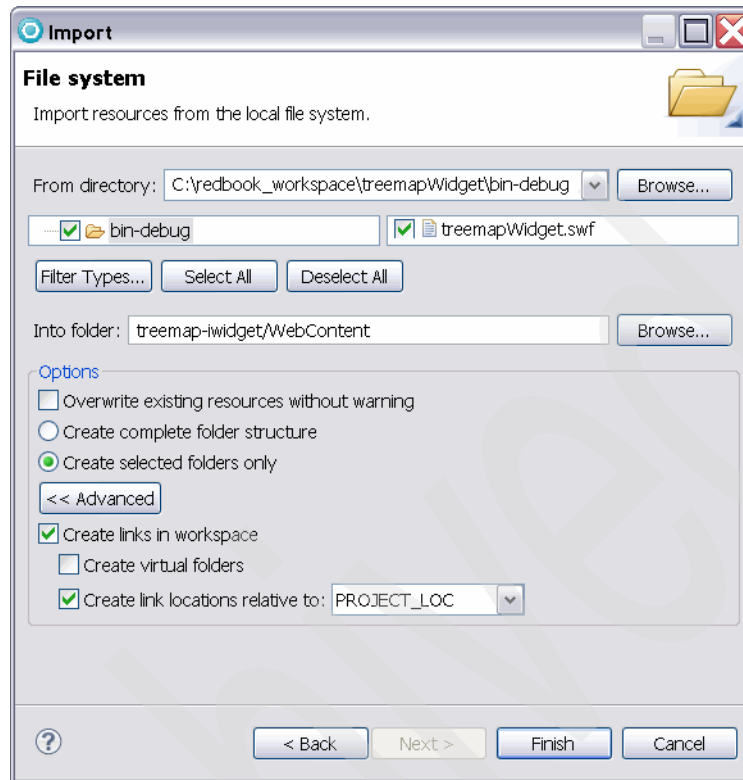 Import
File system
Import resources from the local file system.
From directory: C:\redbook_workspace\treemapWidget\bin-debug Browse...
bin-debug treemapWidget.swf
Filter Types... Select All Deselect All
Into folder: treemap-iwidget/WebContent Browse...
Options
Overwrite existing resources without warning
Create complete folder structure
Create selected folders only
<< Advanced
Create links in workspace
Create virtual folders
Create link locations relative to: PROJECT_LOC
? < Back Next > Finish Cancel